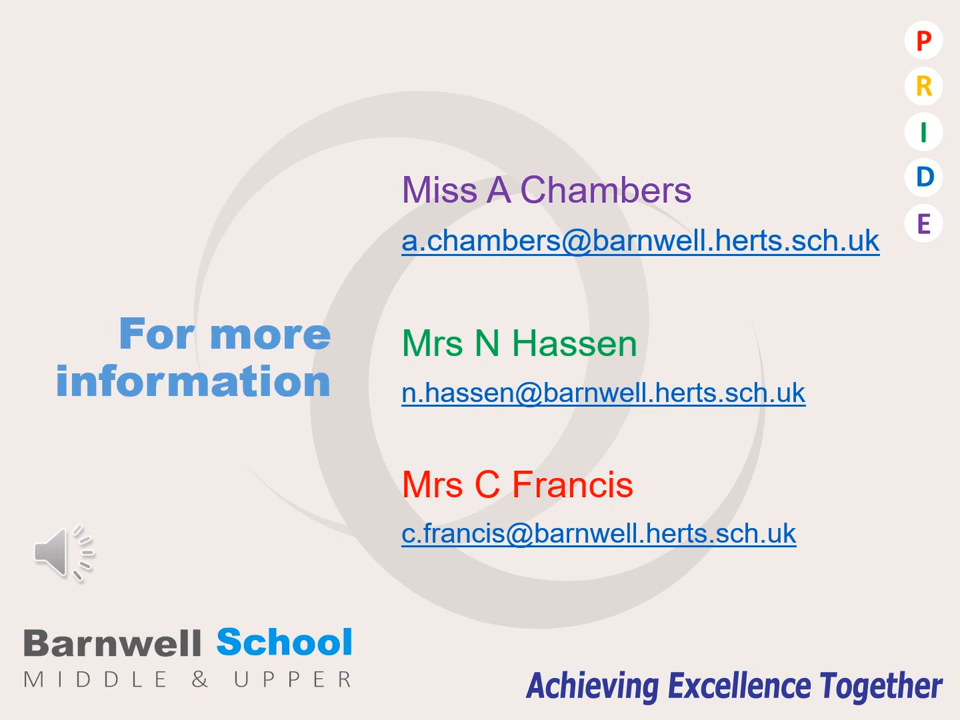 P
R
I
D
E
Miss A Chambers
a.chambers@barnwell.herts.sch.uk
For more
information
Mrs N Hassen
n.hassen@barnwell.herts.sch.uk
Mrs C Francis
c.francis@barnwell.herts.sch.uk
Barnwell School
MIDDLE & UPPER
Achieving Excellence Together